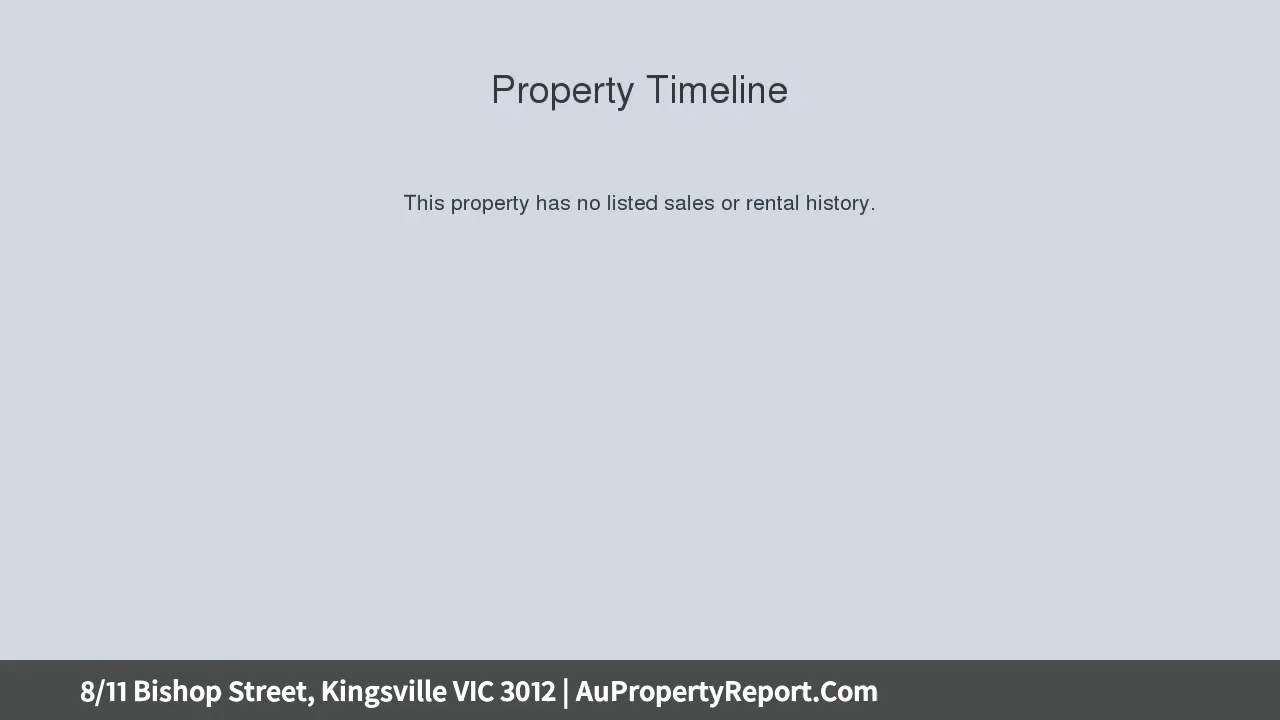 Property Timeline
This property has no listed sales or rental history.
8/11 Bishop Street, Kingsville VIC 3012 | AuPropertyReport.Com